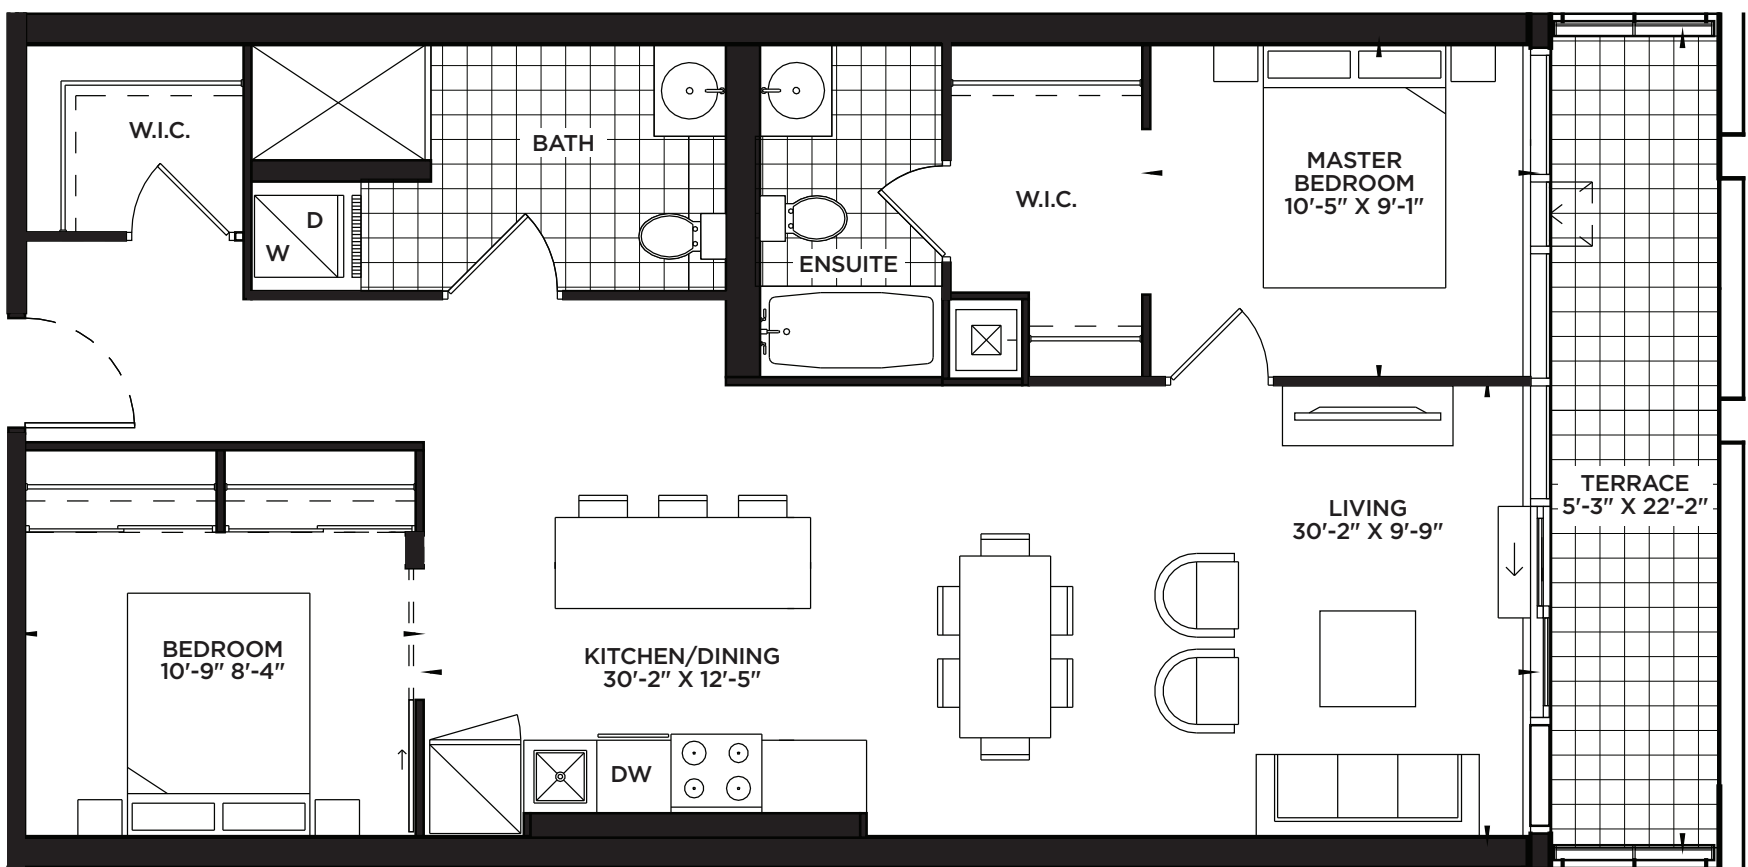 W.I.C.
BATH
D
W
ENSUITE
W.I.C.
MASTER
BEDROOM
10'-5" X 9'-1"
LIVING
30'-2" X 9'-9"
TERRACE
5'-3" X 22'-2"
BEDROOM
10'-9" 8'-4"
KITCHEN/DINING
30'-2" X 12'-5"
DW